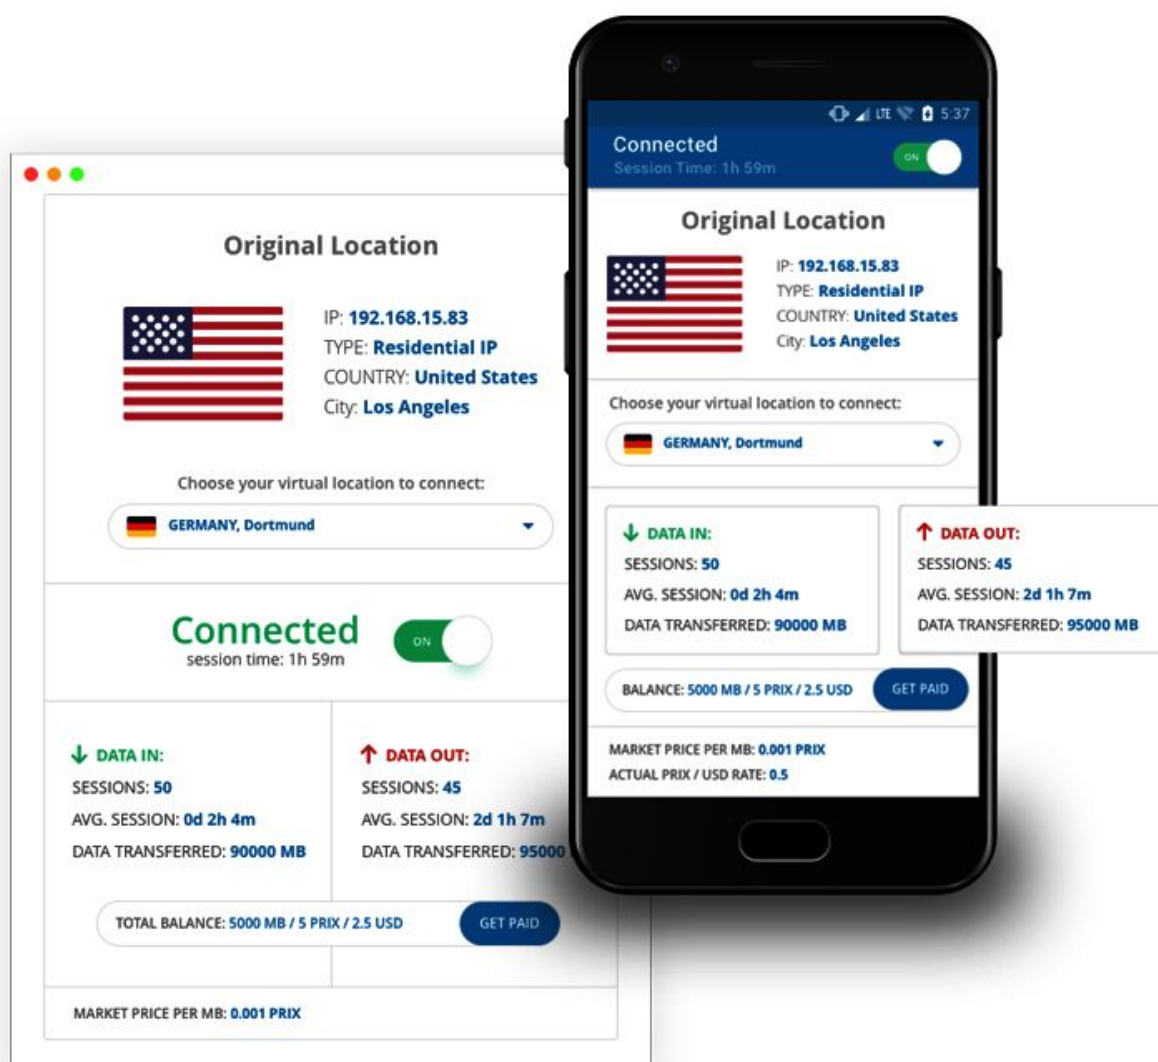 Original Location
IP: 192.168.15.83
TYPE: Residential IP
COUNTRY: United States
City: Los Angeles
Choose your virtual location to connect:
GERMANY, Dortmund
Connected
ON
session time: 1h 59m
DATA IN:
SESSIONS: 50
AVG. SESSION: 0d 2h 4m
DATA TRANSFERRED: 90000 MB
DATA OUT:
SESSIONS: 45
AVG. SESSION: 2d 1h 7m
DATA TRANSFERRED: 95000
TOTAL BALANCE: 5000 MB / 5 PRIX / 2.5 USD
GET PAID
MARKET PRICE PER MB: 0.001 PRIX
LTE 5:37
Connected
Session Time: 1h 59m
ON
Original Location
IP: 192.168.15.83
TYPE: Residential IP
COUNTRY: United States
City: Los Angeles
Choose your virtual location to connect:
GERMANY, Dortmund
DATA IN:
SESSIONS: 50
AVG. SESSION: 0d 2h 4m
DATA TRANSFERRED: 90000 MB
DATA OUT:
SESSIONS: 45
AVG. SESSION: 2d 1h 7m
DATA TRANSFERRED: 95000 MB
BALANCE: 5000 MB / 5 PRIX / 2.5 USD
GET PAID
MARKET PRICE PER MB: 0.001 PRIX
ACTUAL PRIX / USD RATE: 0.5